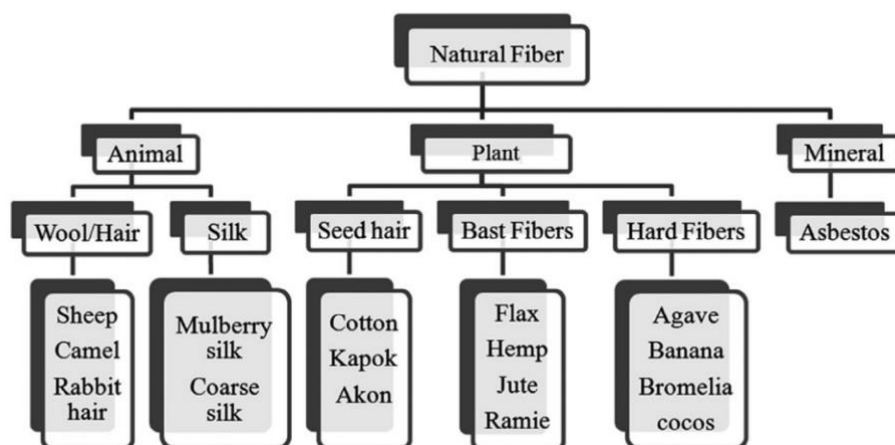 Natural Fiber
Animal
Plant
Mineral
Wool/Hair
Silk
Seed hair
Bast Fibers
Hard Fibers
Asbestos
Sheep
Camel
Rabbit
hair
Mulberry
silk
Coarse
silk
Cotton
Kapok
Akon
Flax
Hemp
Jute
Ramie
Agave
Banana
Bromelia
cocos